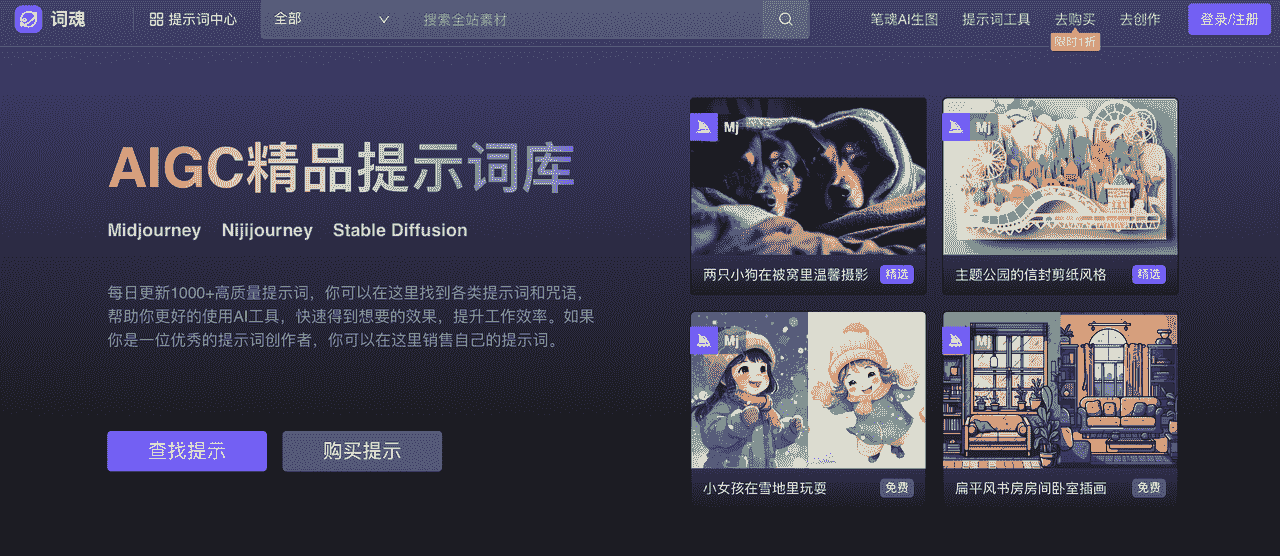 词魂
提示词中心
全部
搜索全站素材
笔魂AI生图
提示词工具
去购买
去创作
登录/注册
限时1折
AIGC精品提示词库
Midjourney Nijijourney Stable Diffusion
每日更新1000+高质量提示词，你可以在这里找到各类提示词和咒语，
帮助你更好的使用AI工具，快速得到想要的效果，提升工作效率。如果
你是一位优秀的提示词创作者，你可以在这里销售自己的提示词。
查找提示
购买提示
Mj
两只小狗在被窝里温馨摄影
精选
Mj
主题公园的信封剪纸风格
精选
Mj
小女孩在雪地里玩耍
免费
Mj
扁平风书房房间卧室插画
免费